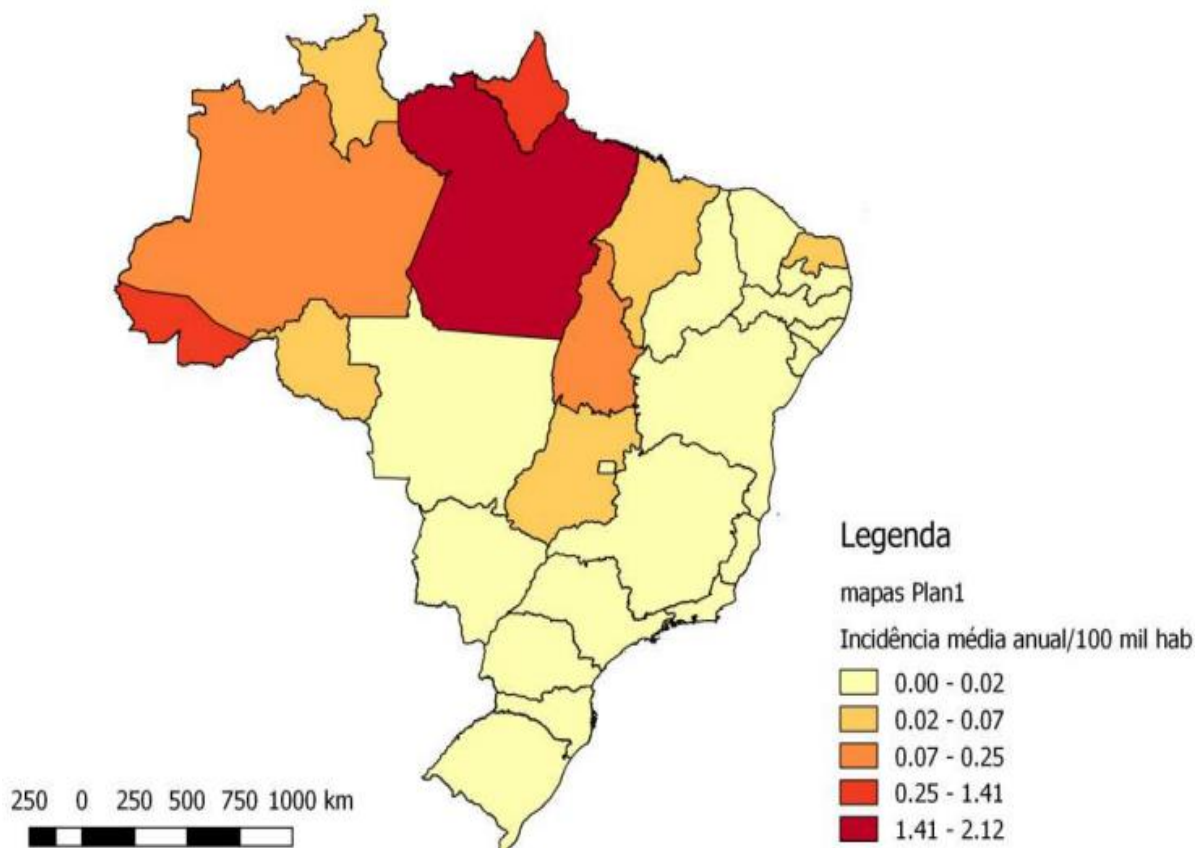 Legenda
mapas Plan1
Incidência média anual/100 mil hab
0.00 - 0.02
0.02 - 0.07
0.07 - 0.25
0.25 - 1.41
1.41 - 2.12
250 0 250 500 750 1000 km